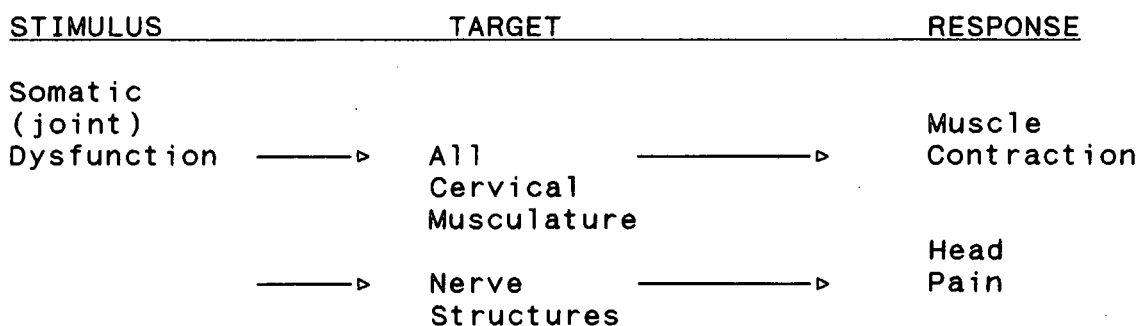 STIMULUS TARGET RESPONSE
Somatic
(joint) Muscle
Dysfunction All Contraction
Cervical
Musculature
Head
Nerve Pain
Structures